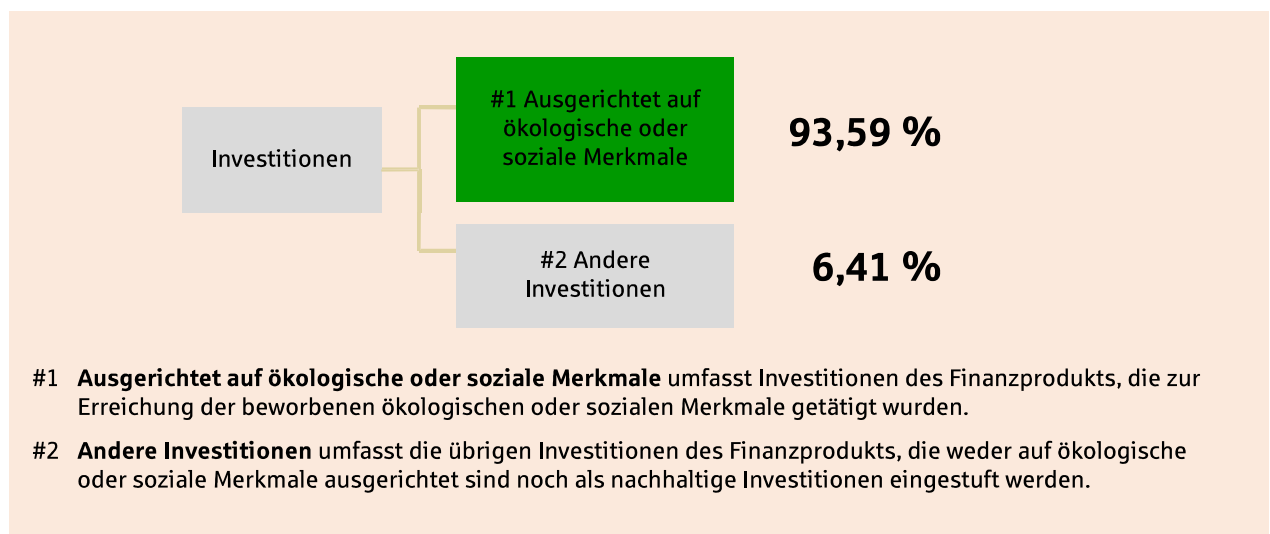 Investitionen
#1 Ausgerichtet auf
ökologische oder
soziale Merkmale
93,59 %
#2 Andere
Investitionen
6,41 %
#1 Ausgerichtet auf ökologische oder soziale Merkmale umfasst Investitionen des Finanzprodukts, die zur
Erreichung der beworbenen ökologischen oder sozialen Merkmale getätigt wurden.
#2 Andere Investitionen umfasst die übrigen Investitionen des Finanzprodukts, die weder auf ökologische
oder soziale Merkmale ausgerichtet sind noch als nachhaltige Investitionen eingestuft werden.